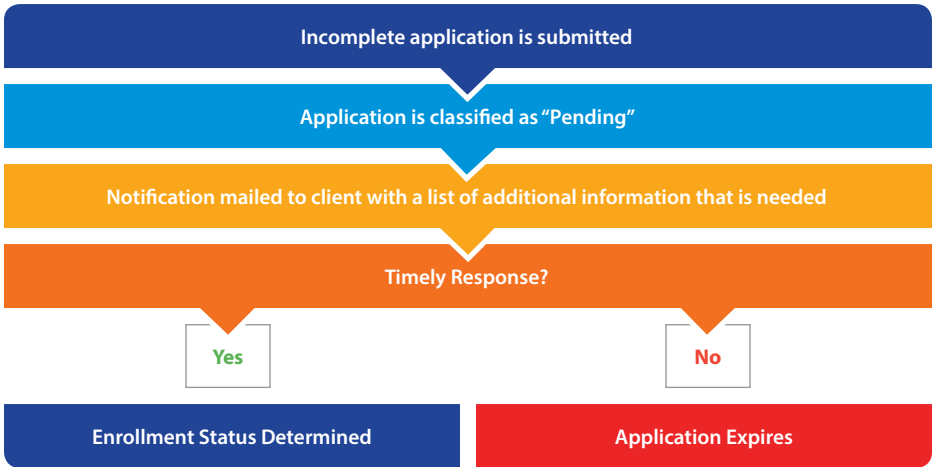 Incomplete application is submitted
Application is classified as “Pending”
Notification mailed to client with a list of additional information that is needed
Timely Response?
Yes
No
Enrollment Status Determined
Application Expires